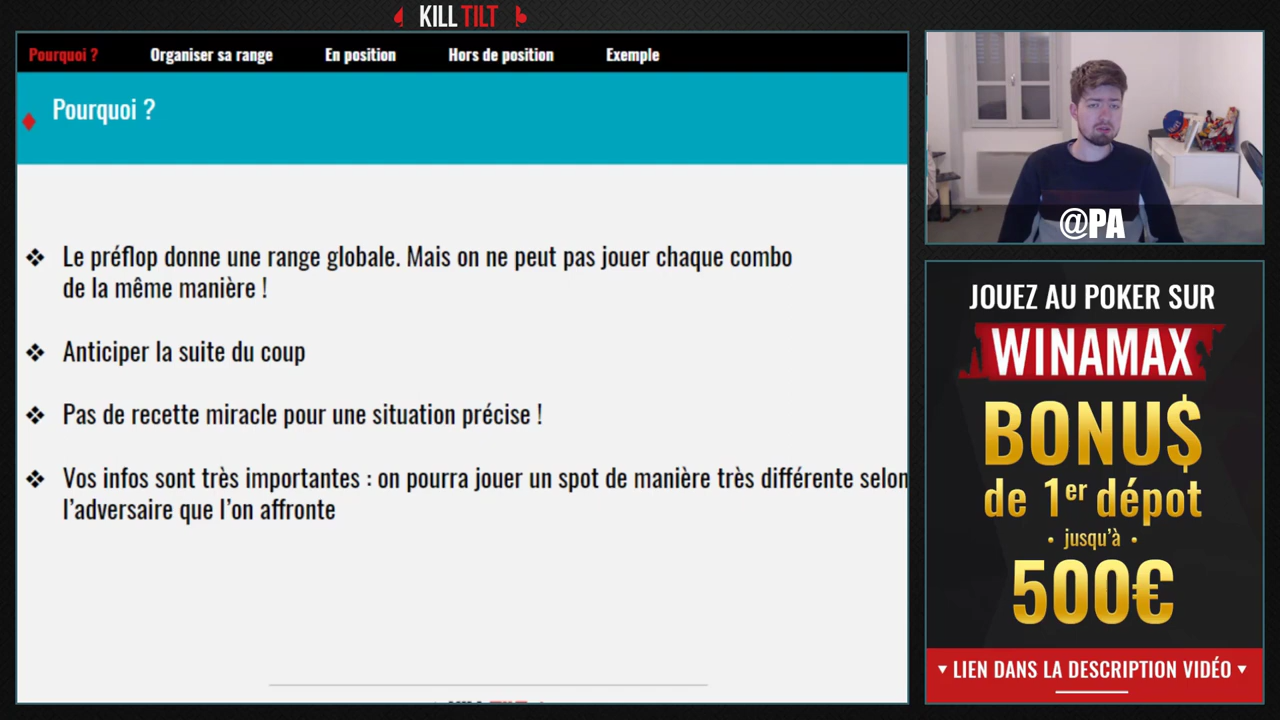 KILL TILT
Pourquoi ? Organiser sa range En position Hors de position Exemple
Pourquoi ?
Le préflop donne une range globale. Mais on ne peut pas jouer chaque combo
de la même manière !
Anticiper la suite du coup
Pas de recette miracle pour une situation précise !
Vos infos sont très importantes : on pourra jouer un spot de manière très différente selon
l'adversaire que l'on affronte
@PA
JOUEZ AU POKER SUR
WINAMAX
BONU$
de 1er dépot
• jusqu'à •
500€
LIEN DANS LA DESCRIPTION VIDÉO